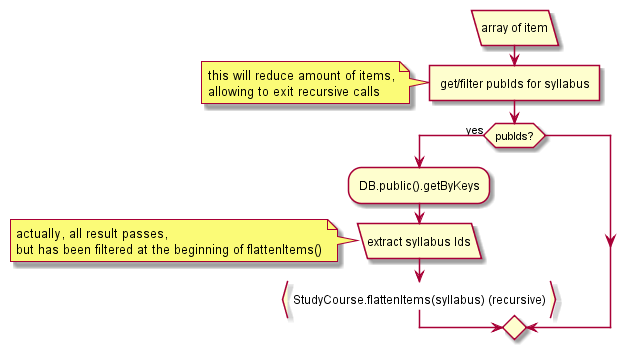 array of item
this will reduce amount of items,
allowing to exit recursive calls
get/filter pubIds for syllabus
yes
pubIds?
DB.public().getByKeys
actually, all result passes,
but has been filtered at the beginning of flattenItems()
extract syllabus Ids
StudyCourse.flattenItems(syllabus) (recursive)